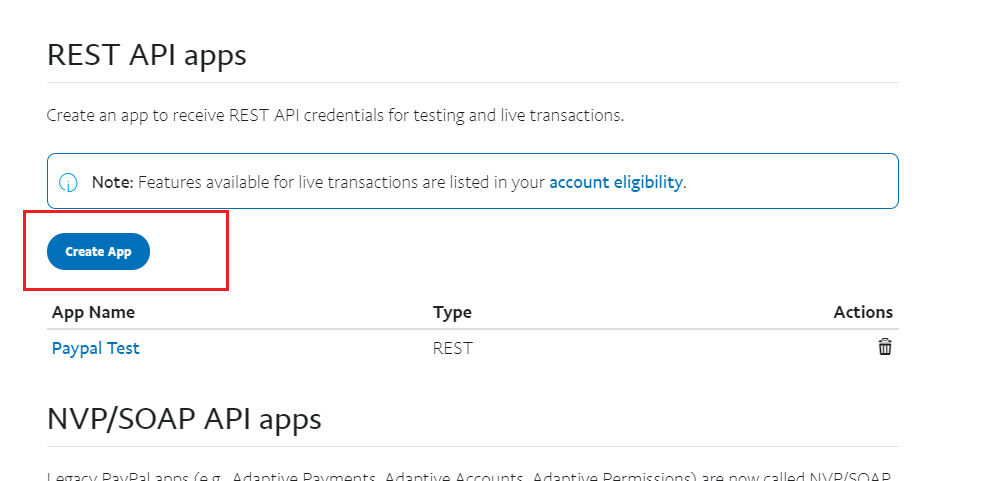 REST API apps
Create an app to receive REST API credentials for testing and live transactions.
Note: Features available for live transactions are listed in your account eligibility.
Create App
App Name Type Actions
Paypal Test REST
NVP/SOAP API apps
Legacy PayPal apps (e.g., Adaptive Payments, Adaptive Accounts, Adaptive Permissions) are now called NVP/SOAP